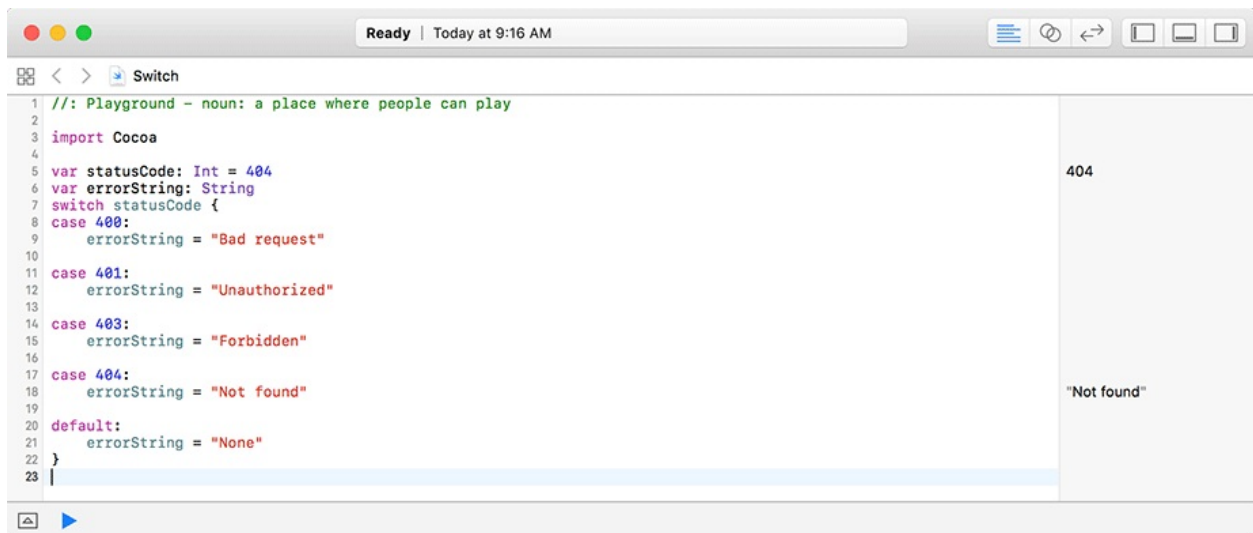 Ready | Today at 9:16 AM
Switch
1 //: Playground – noun: a place where people can play
2
3 import Cocoa
4
5 var statusCode: Int = 404 404
6 var errorString: String
7 switch statusCode {
8 case 400:
9     errorString = "Bad request"
10
11 case 401:
12     errorString = "Unauthorized"
13
14 case 403:
15     errorString = "Forbidden"
16
17 case 404:
18     errorString = "Not found" "Not found"
19
20 default:
21     errorString = "None"
22 }
23